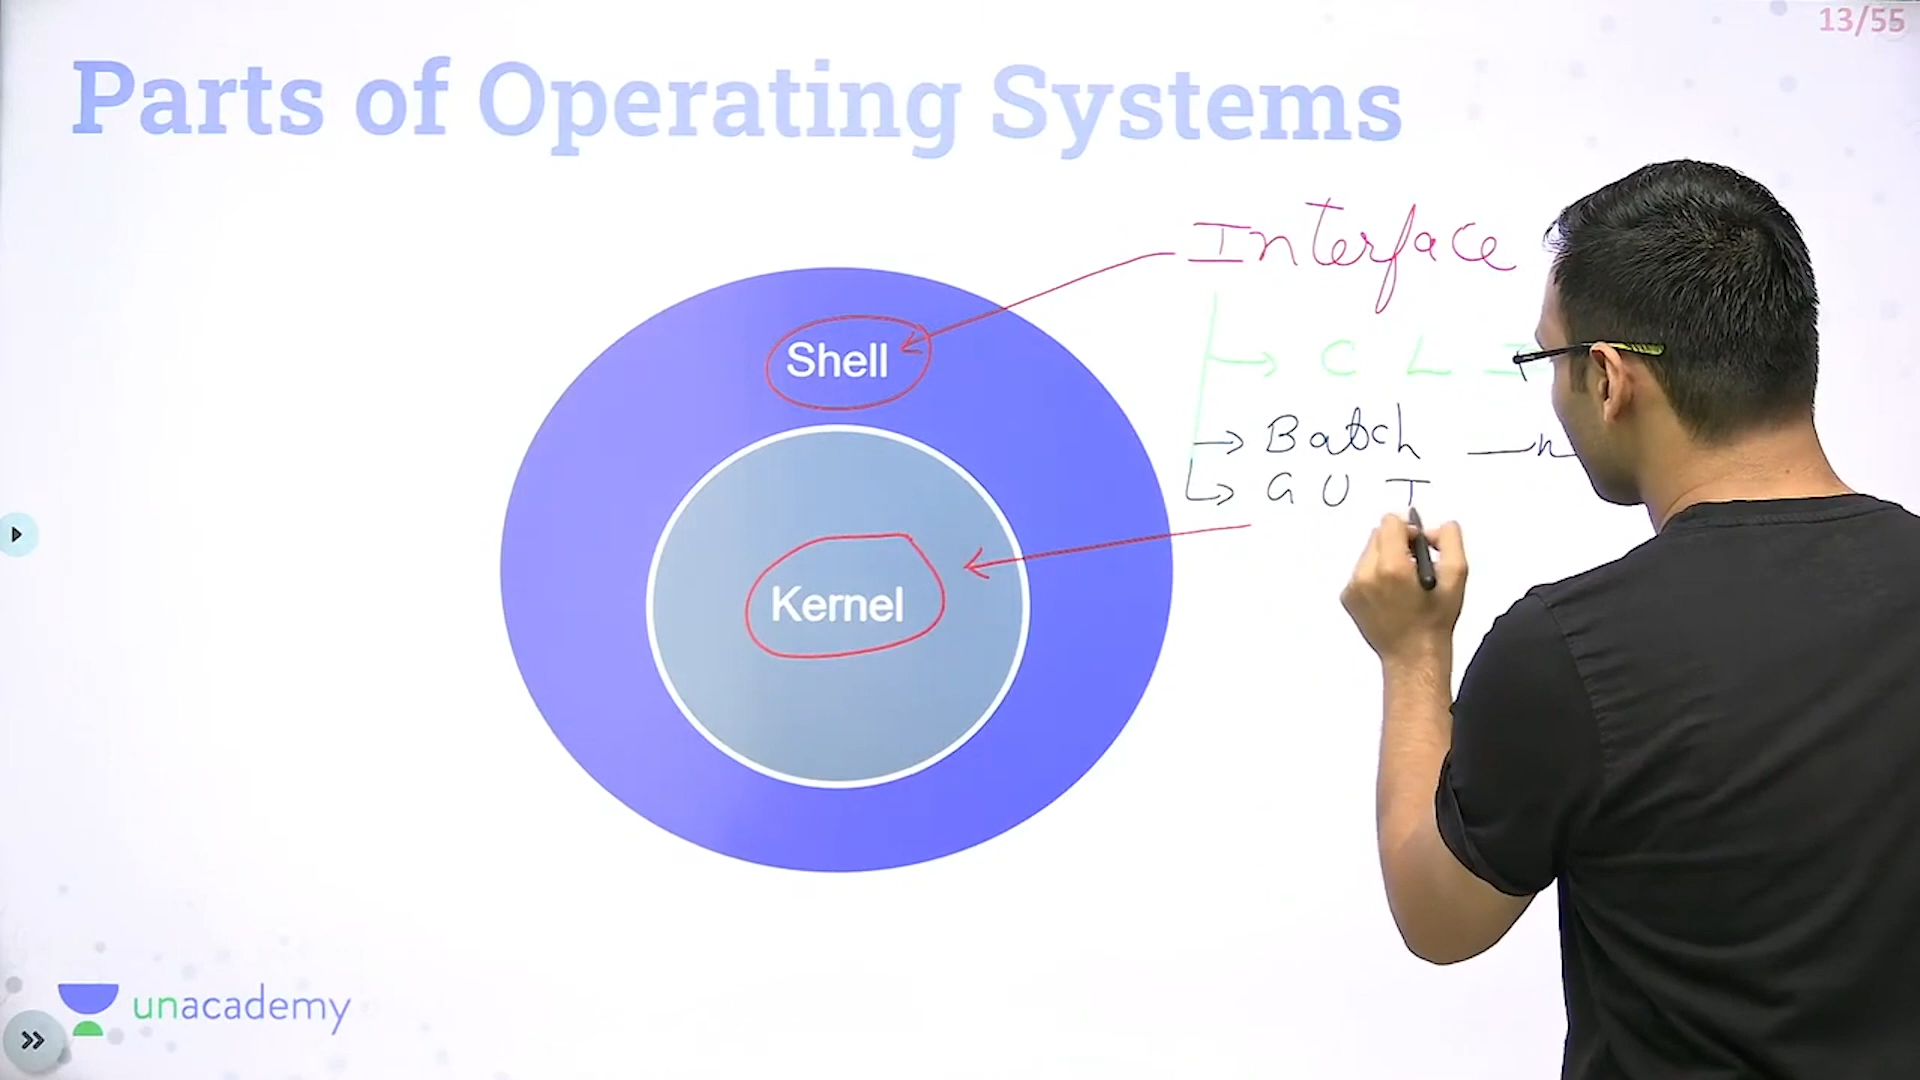 13/55
Parts of Operating Systems
Interface
Shell
C L I
Batch
G U I
Kernel
unacademy